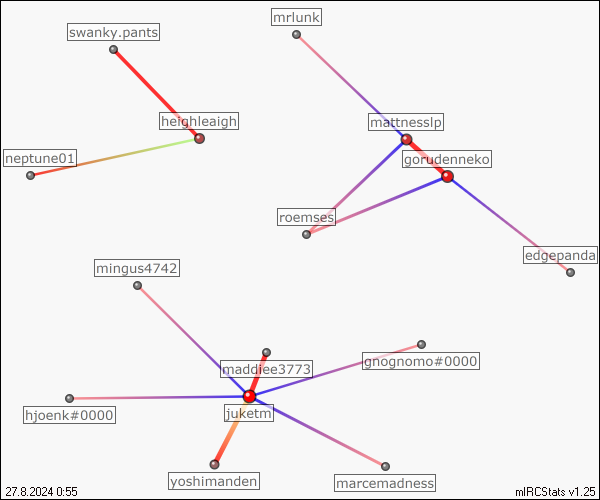 mrlunk
swanky.pants
heighleaigh
mattnesslp
neptune01
gorudenneko
roemses
edgepanda
mingus4742
gnognomo#0000
maddiee3773
hjoenk#0000
juketm
yoshimanden
marcemadness
27.8.2024 0:55
mIRCStats v1.25